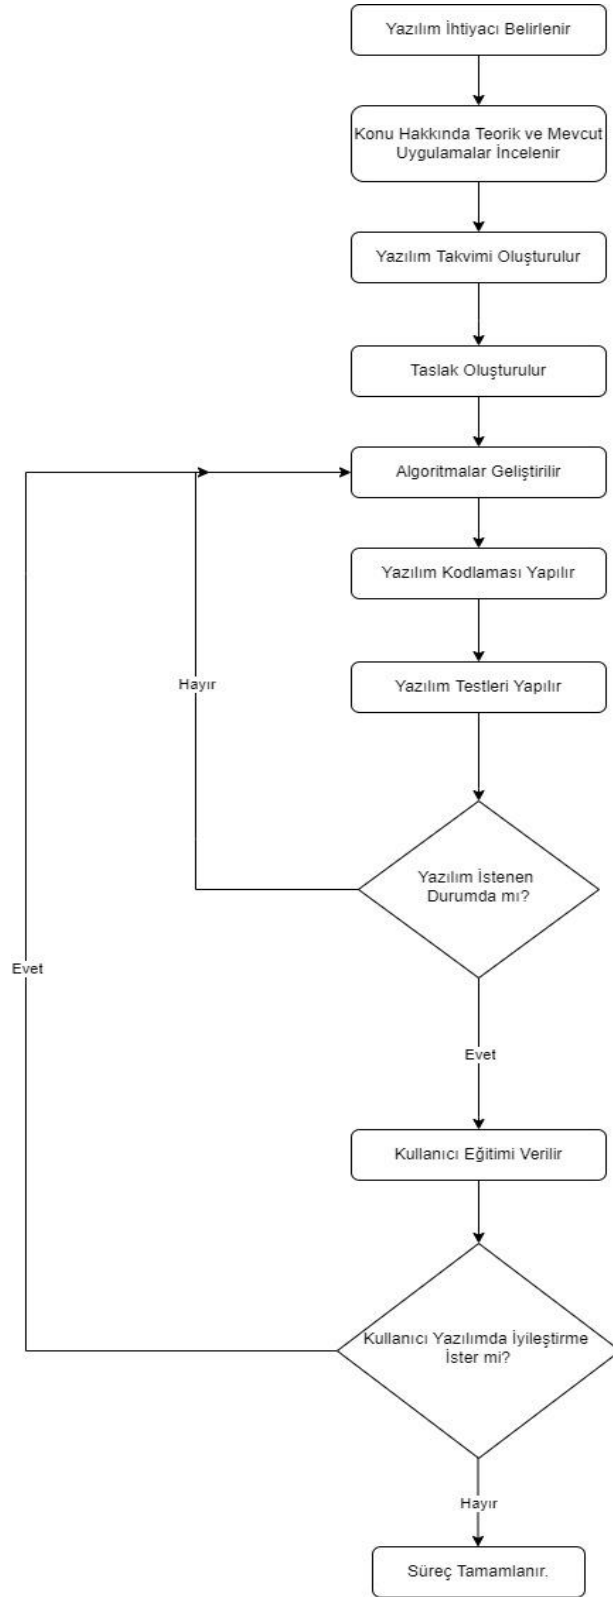 Yazılım İhtiyacı Belirlenir
Konu Hakkında Teorik ve Mevcut
Uygulamalar İncelenir
Yazılım Takvimi Oluşturulur
Taslak Oluşturulur
Algoritmalar Geliştirilir
Yazılım Kodlaması Yapılır
Hayır
Yazılım Testleri Yapılır
Yazılım İstenen
Durumda mı?
Evet
Evet
Kullanıcı Eğitimi Verilir
Kullanıcı Yazılımda İyileştirme
İster mi?
Hayır
Süreç Tamamlanır.